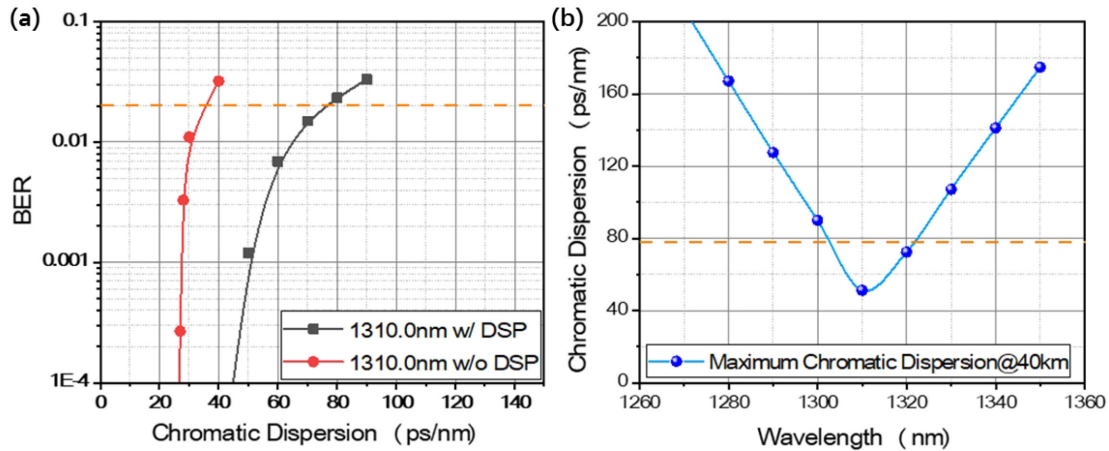 (a)
BER
0.1
0.01
0.001
1E-4
1310.0nm w/ DSP
1310.0nm w/o DSP
0 20 40 60 80 100 120 140
Chromatic Dispersion ( ps/nm)
(b)
Chromatic Dispersion ( ps/nm)
200
160
120
80
40
0
Maximum Chromatic Dispersion@40km
1260 1280 1300 1320 1340 1360
Wavelength ( nm)